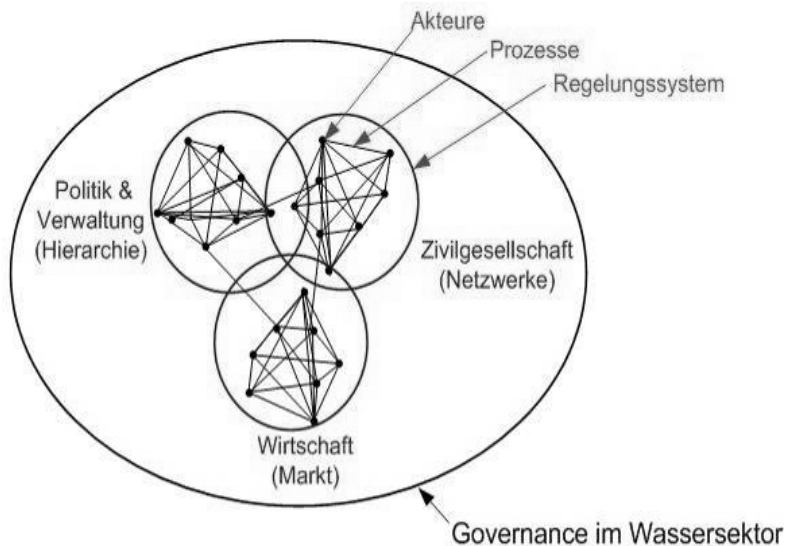 Akteure
Prozesse
Regelungssystem
Politik &
Verwaltung
(Hierarchie)
Zivilgesellschaft
(Netzwerke)
Wirtschaft
(Markt)
Governance im Wassersektor